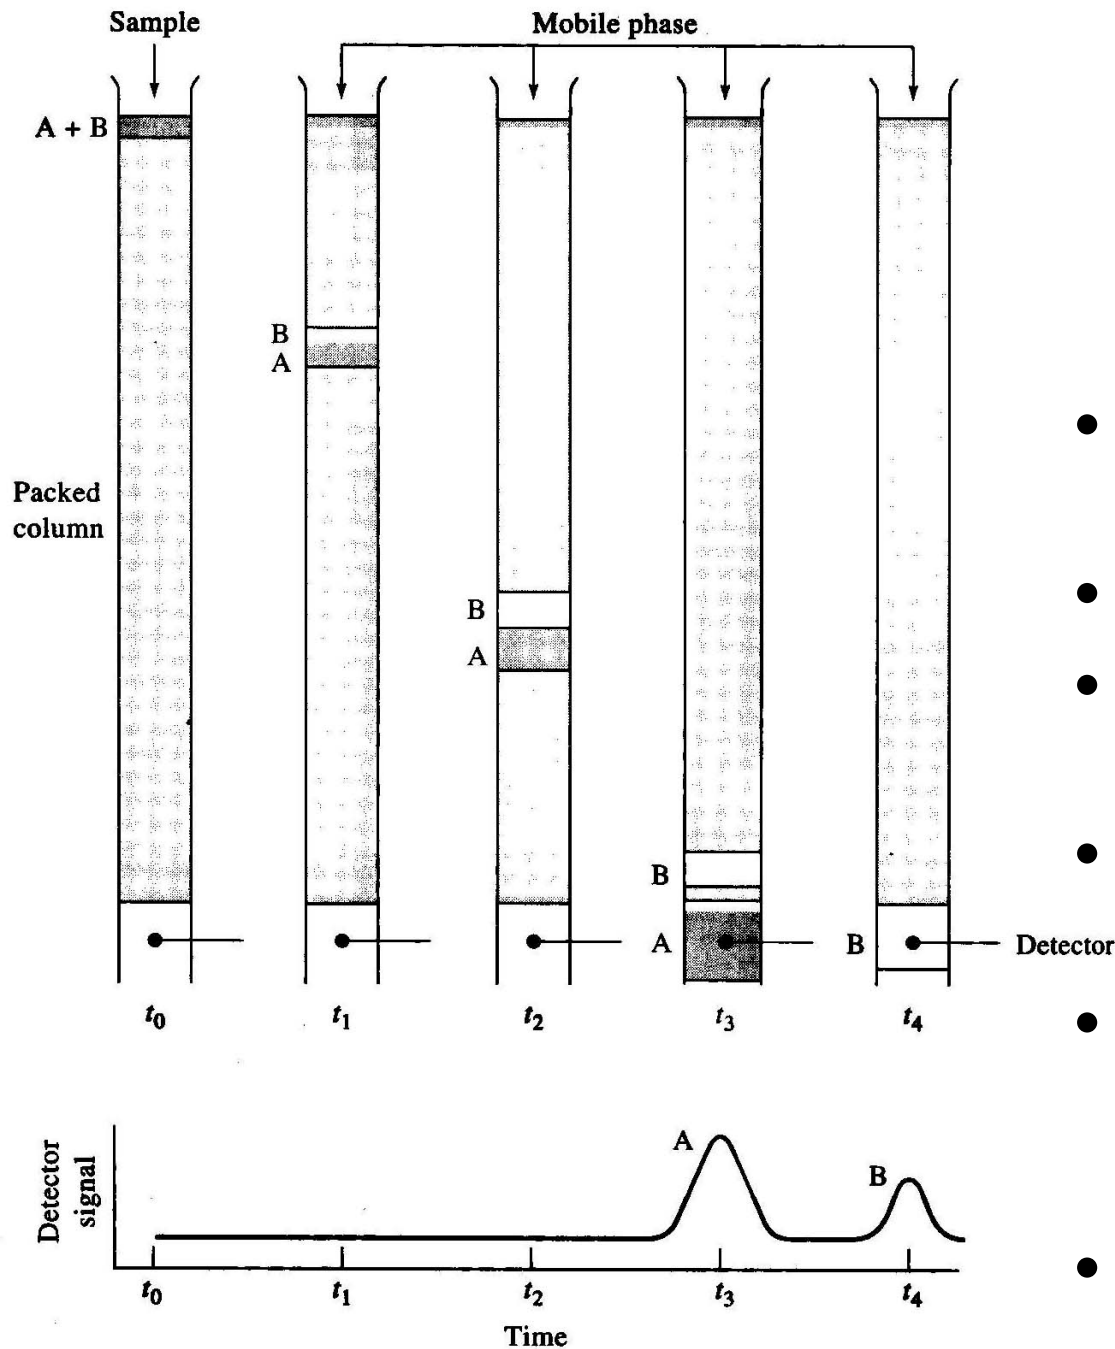 Sample
Mobile phase
A + B
B
A
Packed
column
B
A
B
A
B
Detector
t0
t1
t2
t3
t4
Detector
signal
A
B
t0
t1
t2
t3
t4
Time